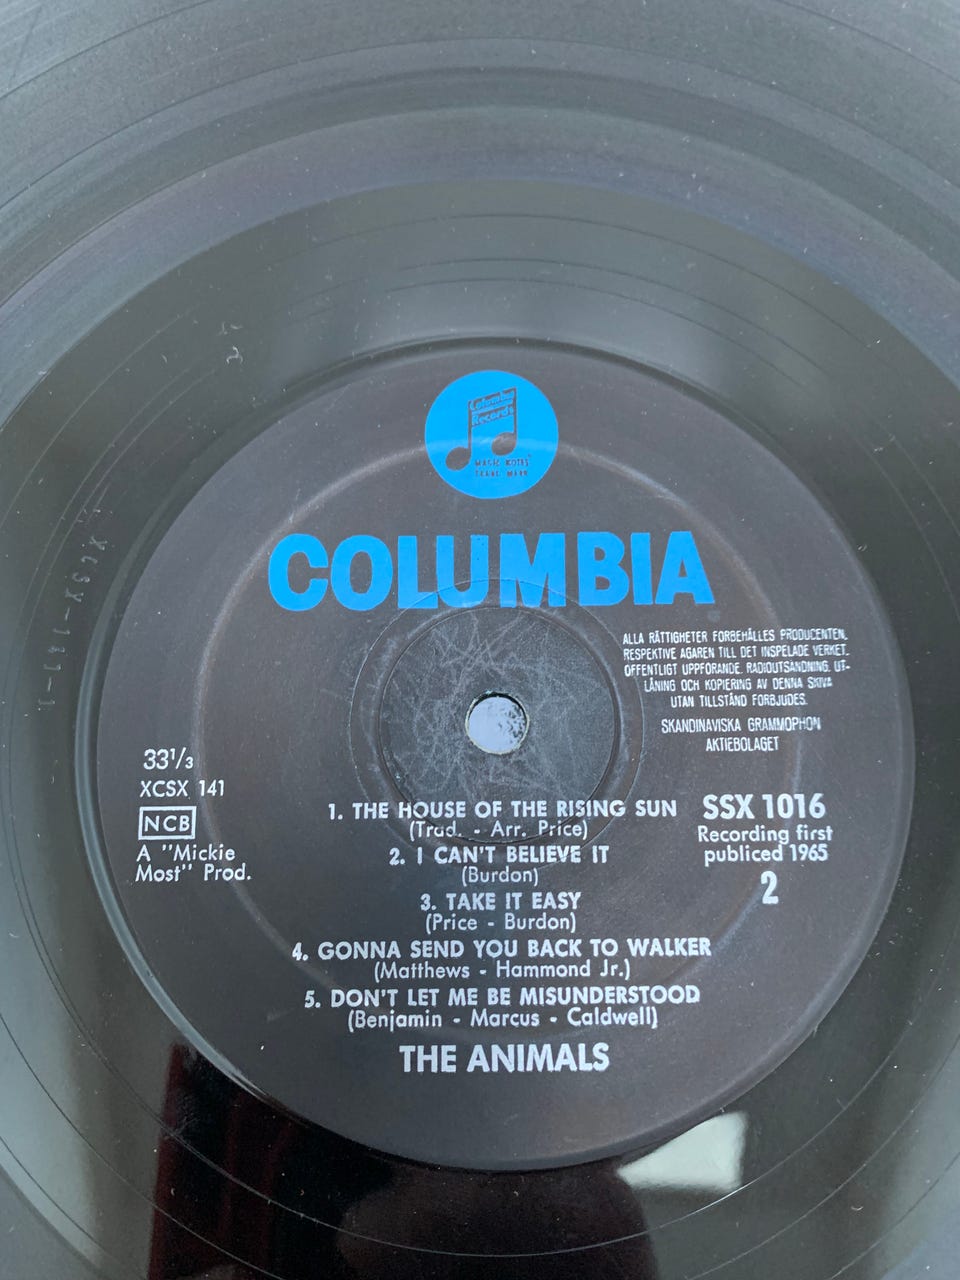 Columbia
Records
MAGIC NOTES
TRADE MARK
COLUMBIA
ALLA RÄTTIGHETER FÖRBEHÅLLES PRODUCENTEN,
RESPEKTIVE ÄGAREN TILL DET INSPELADE VERKET.
OFFENTLIGT UPPFÖRANDE, RADIOUTSÄNDNING, UT-
LÅNING OCH KOPIERING AV DENNA SKIVA
UTAN TILLSTÅND FÖRBJUDES.
SKANDINAVISKA GRAMMOPHON
AKTIEBOLAGET
33 1/3
XCSX 141
NCB
A "Mickie
Most" Prod.
SSX 1016
Recording first
publiced 1965
2
1. THE HOUSE OF THE RISING SUN
(Trad. - Arr. Price)
2. I CAN'T BELIEVE IT
(Burdon)
3. TAKE IT EASY
(Price - Burdon)
4. GONNA SEND YOU BACK TO WALKER
(Matthews - Hammond Jr.)
5. DON'T LET ME BE MISUNDERSTOOD
(Benjamin - Marcus - Caldwell)
THE ANIMALS
XCSX-141-1